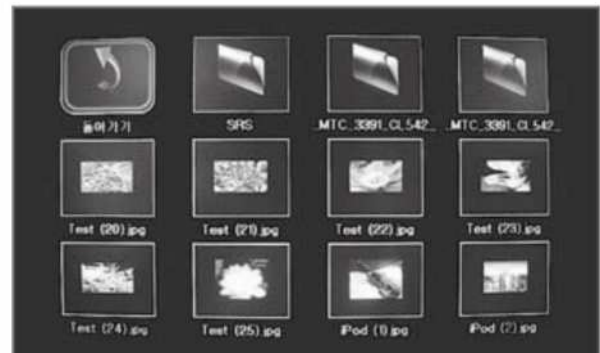 돌아가기
SRS
_MTC_3391_CL542_
_MTC_3391_CL542_
Test (20).jpg
Test (21).jpg
Test (22).jpg
Test (23).jpg
Test (24).jpg
Test (25).jpg
iPod (1).jpg
iPod (2).jpg